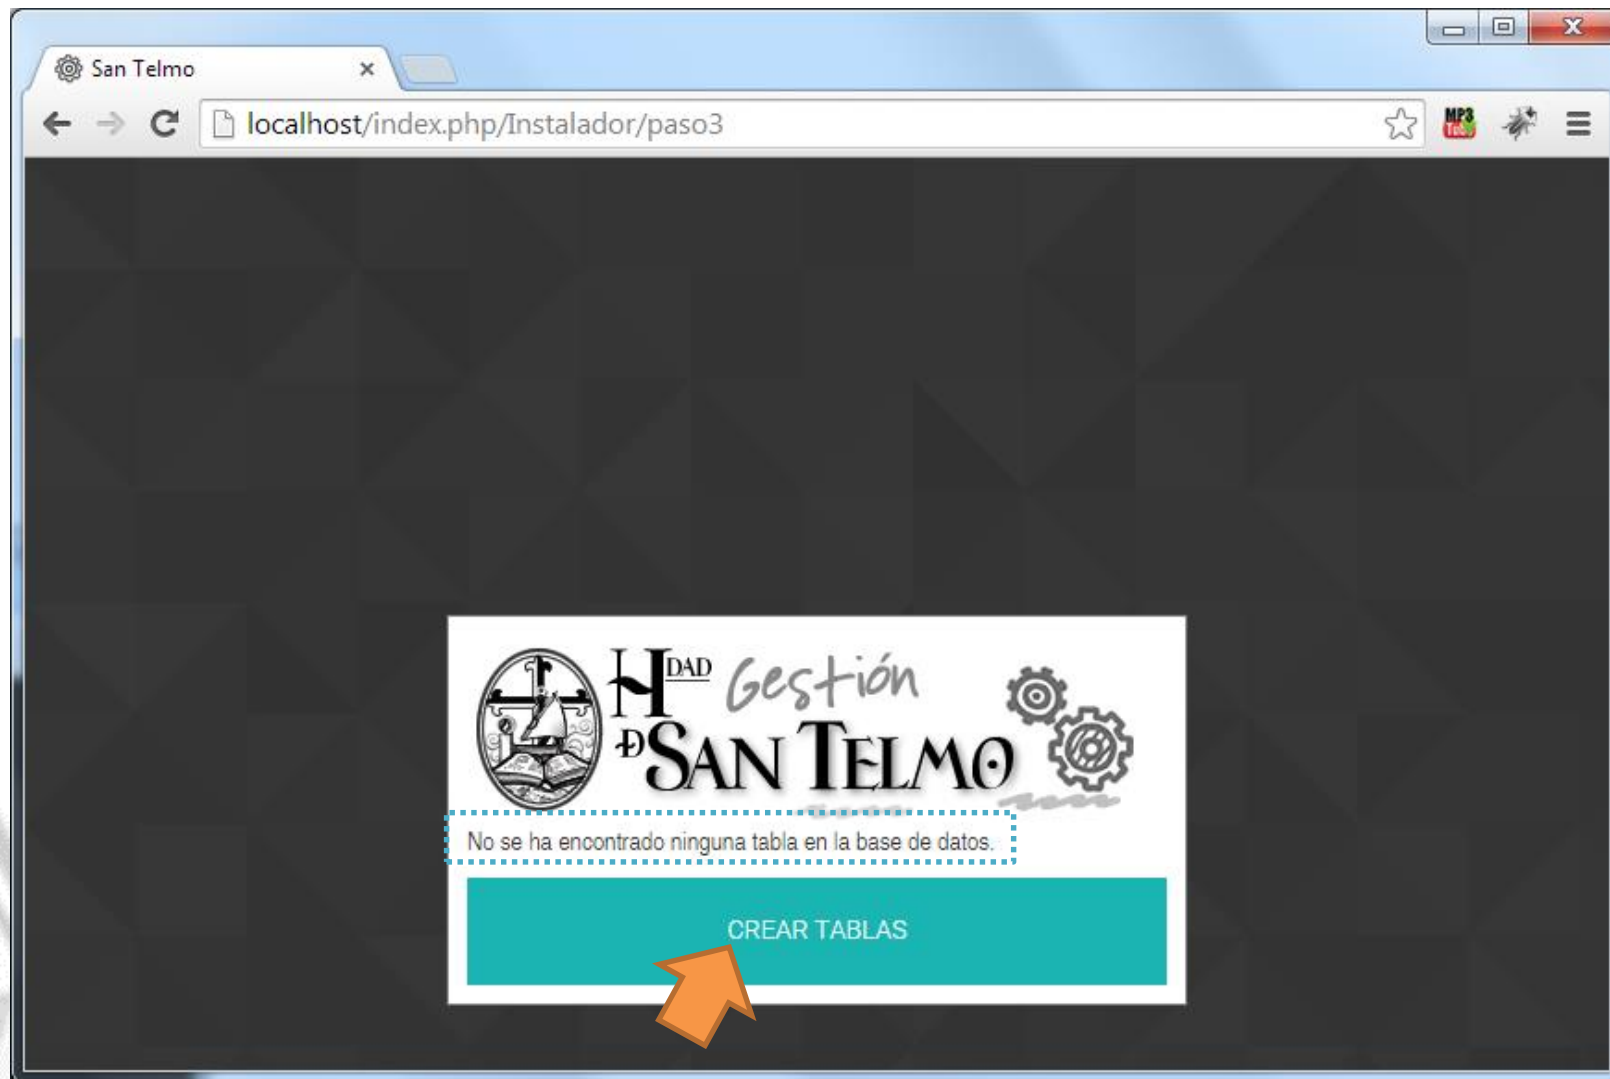 San Telmo
localhost/index.php/Instalador/paso3
MP3
HDAD Gestión
D SAN TELMO
No se ha encontrado ninguna tabla en la base de datos.
CREAR TABLAS